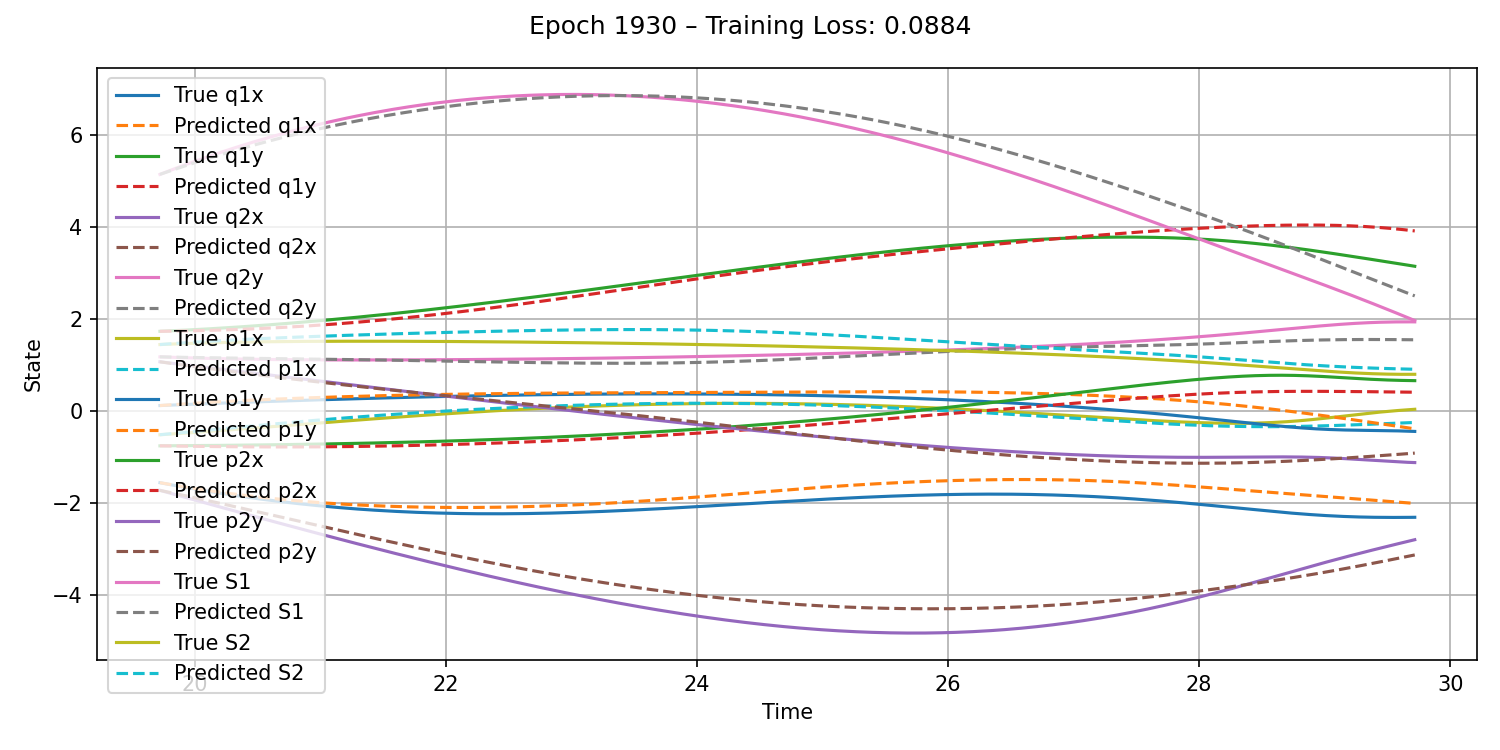 Epoch 1930 – Training Loss: 0.0884
True q1x
Predicted q1x
True q1y
Predicted q1y
True q2x
Predicted q2x
True q2y
Predicted q2y
True p1x
Predicted p1x
True p1y
Predicted p1y
True p2x
Predicted p2x
True p2y
Predicted p2y
True S1
Predicted S1
True S2
Predicted S2
State
6
4
2
0
−2
−4
20
22
24
26
28
30
Time